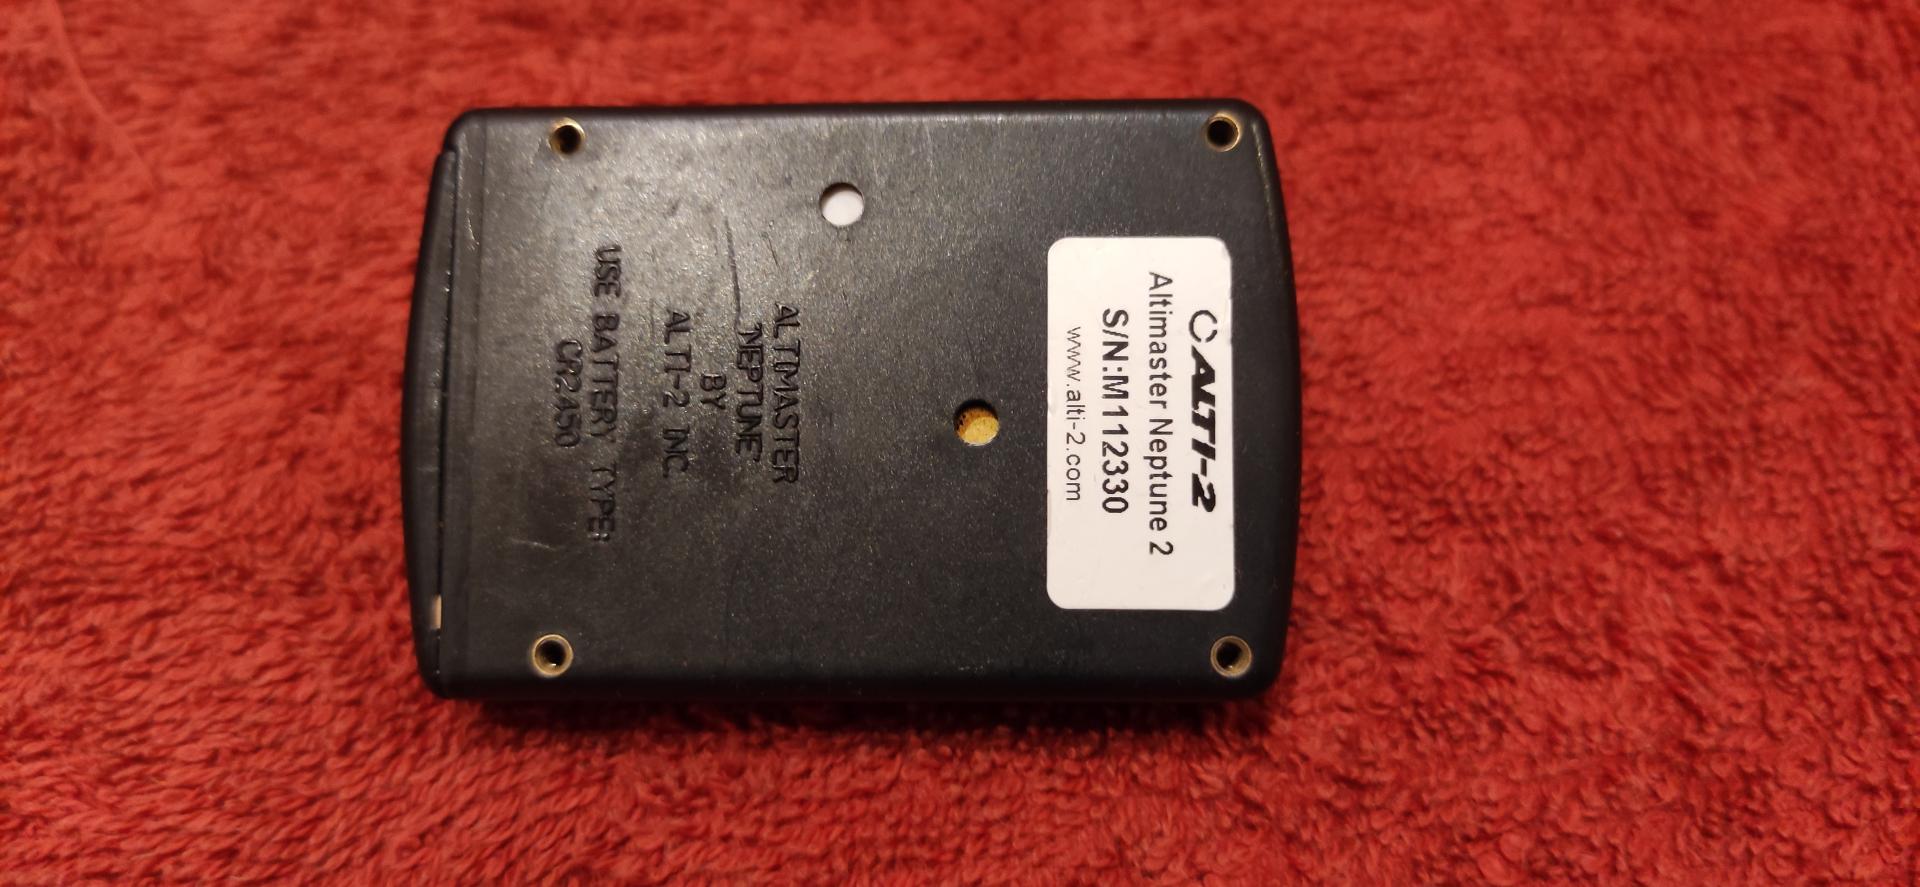 ALTI-2
Altimaster Neptune 2
S/N:M112330
www.alti-2.com
ALTIMASTER
"NEPTUNE"
BY
ALTI-2 INC.
USE BATTERY TYPE:
CR2450